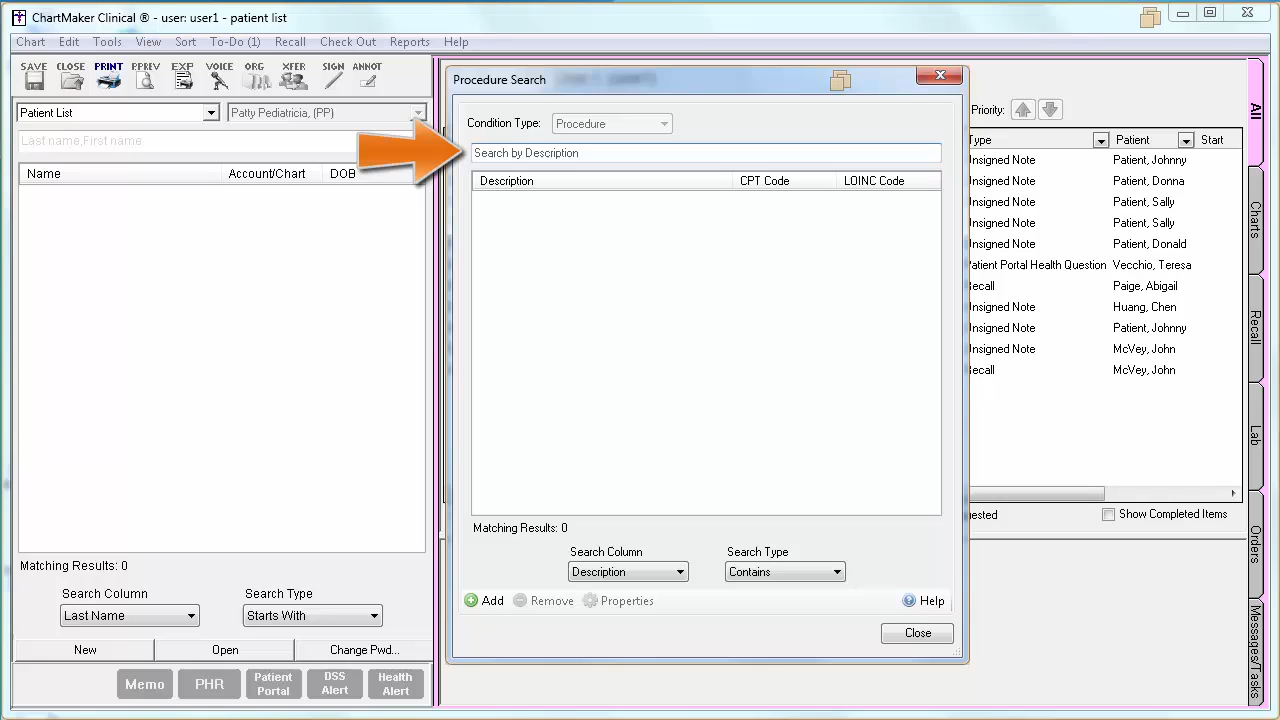 ChartMaker Clinical ® - user: user1 - patient list
Chart Edit Tools View Sort To-Do (1) Recall Check Out Reports Help
SAVE CLOSE PRINT PPREV EXP VOICE ORG XFER SIGN ANNOT
Patient List
Patty Pediatricia, (PP)
Last name,First name
Name Account/Chart DOB
Matching Results: 0
Search Column Search Type
Last Name Starts With
New Open Change Pwd...
Memo PHR Patient Portal DSS Alert Health Alert
Procedure Search
Condition Type: Procedure
Search by Description
Description CPT Code LOINC Code
Matching Results: 0
Search Column Search Type
Description Contains
Add Remove Properties Help
Close
Priority:
Type Patient Start
Unsigned Note Patient, Johnny
Unsigned Note Patient, Donna
Unsigned Note Patient, Sally
Unsigned Note Patient, Sally
Unsigned Note Patient, Donald
Patient Portal Health Question Vecchio, Teresa
Recall Paige, Abigail
Unsigned Note Huang, Chen
Unsigned Note Patient, Johnny
Unsigned Note McVey, John
Recall McVey, John
Show Completed Items
All
Charts
Recall
Lab
Orders
Messages/Tasks